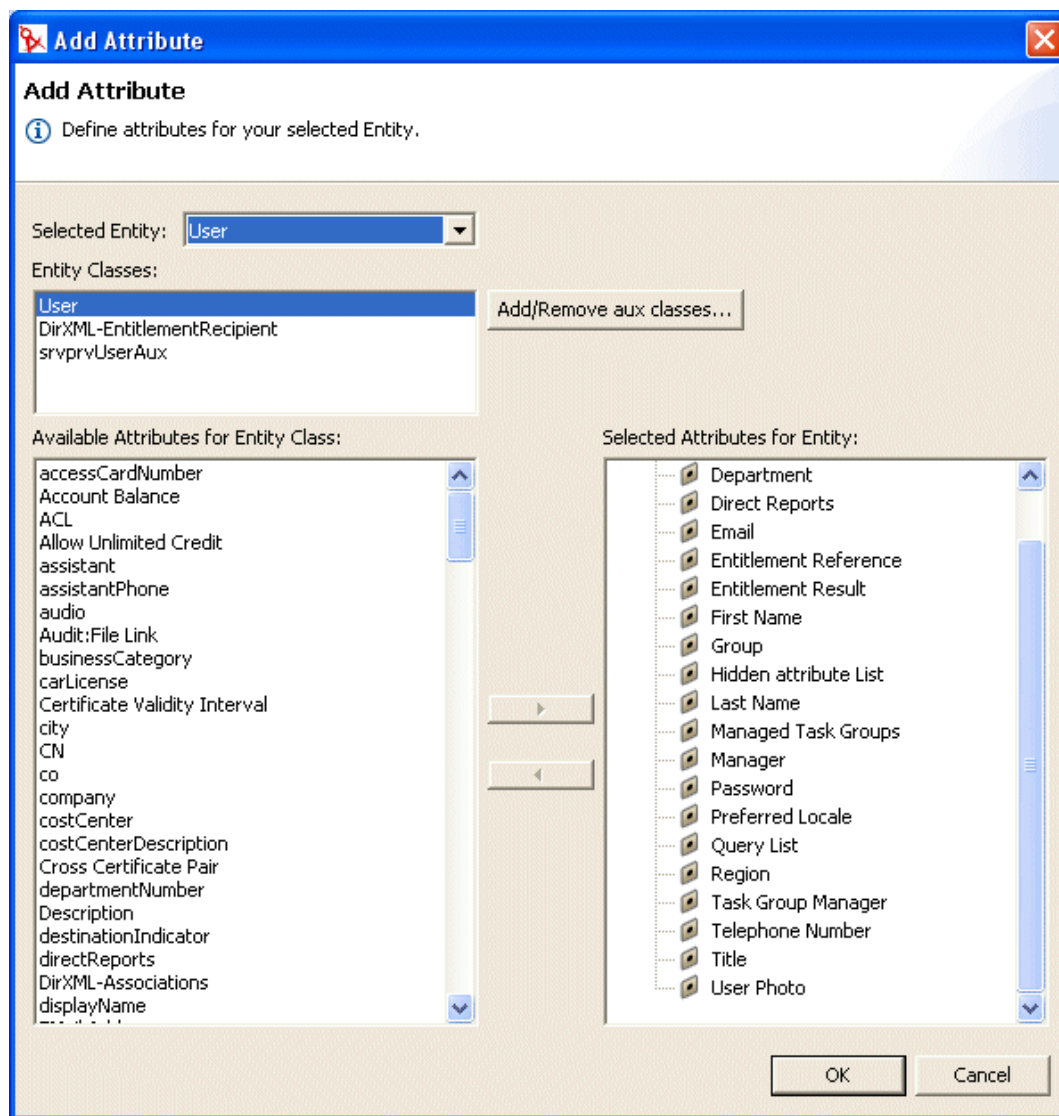 Add Attribute
Add Attribute
Define attributes for your selected Entity.
Selected Entity: User
Entity Classes:
User
DirXML-EntitlementRecipient
srvprvUserAux
Add/Remove aux classes...
Available Attributes for Entity Class:
accessCardNumber
Account Balance
ACL
Allow Unlimited Credit
assistant
assistantPhone
audio
Audit:File Link
businessCategory
carLicense
Certificate Validity Interval
city
CN
co
company
costCenter
costCenterDescription
Cross Certificate Pair
departmentNumber
Description
destinationIndicator
directReports
DirXML-Associations
displayName
Selected Attributes for Entity:
Department
Direct Reports
Email
Entitlement Reference
Entitlement Result
First Name
Group
Hidden attribute List
Last Name
Managed Task Groups
Manager
Password
Preferred Locale
Query List
Region
Task Group Manager
Telephone Number
Title
User Photo
OK
Cancel